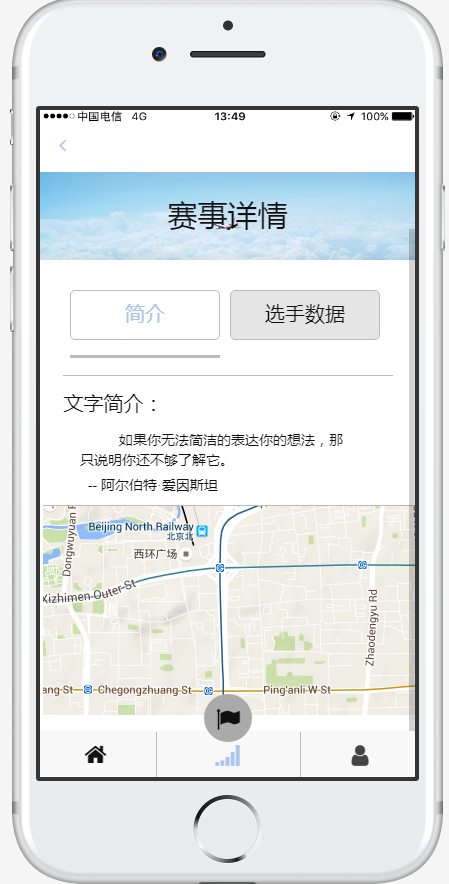 中国电信 4G 13:49 100%
赛事详情
简介 选手数据
文字简介：
如果你无法简洁的表达你的想法，那
只说明你还不够了解它。
-- 阿尔伯特·爱因斯坦
Dongwuyuan R
Beijing North Railway
北京北
西环广场
Xizhimen Outer St
Zhaodengyu Rd
ang St Chegongzhuang St Ping'anli W St